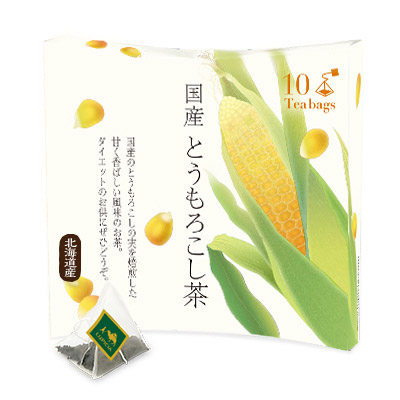 10
Teabags
国産 とうもろこし茶
国産のとうもろこしの実を焙煎した
甘く香ばしい風味のお茶。
ダイエットのお供にぜひどうぞ。
北海道産
LUPICIA